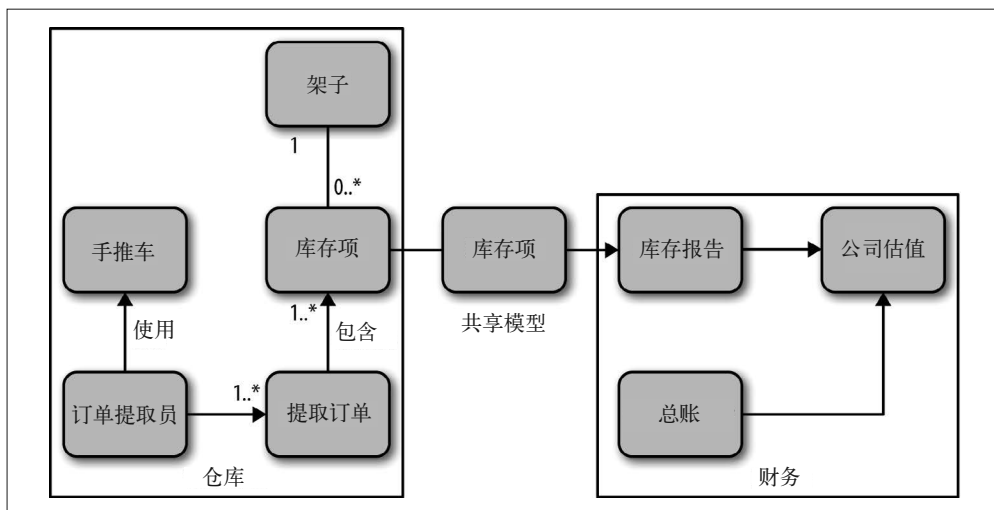 架子
1
0..*
手推车
库存项
库存项
库存报告
公司估值
使用
1..*
包含
共享模型
订单提取员
1..*
提取订单
总账
仓库
财务